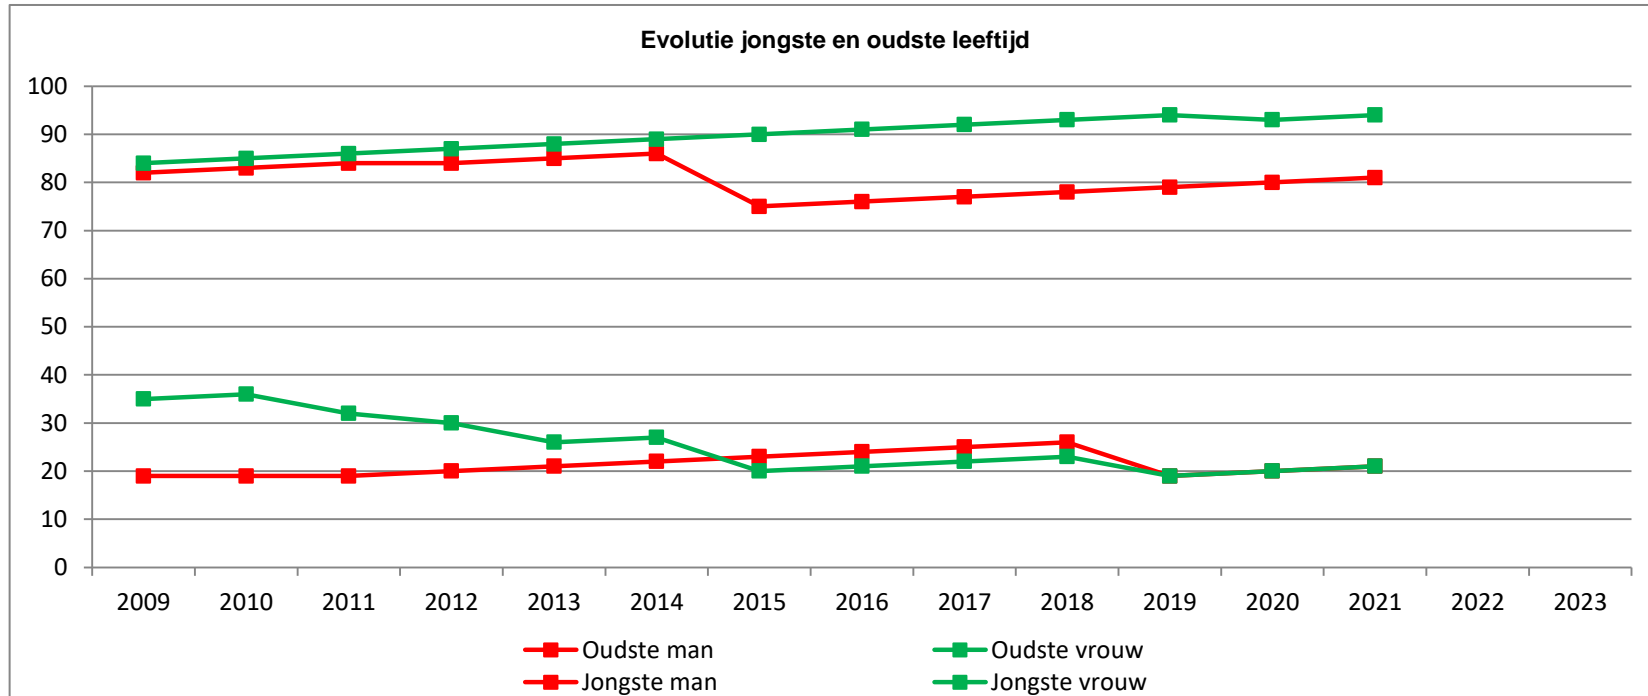 Evolutie jongste en oudste leeftijd
100
90
80
70
60
50
40
30
20
10
0
2009 2010 2011 2012 2013 2014 2015 2016 2017 2018 2019 2020 2021 2022 2023
Oudste man Oudste vrouw
Jongste man Jongste vrouw